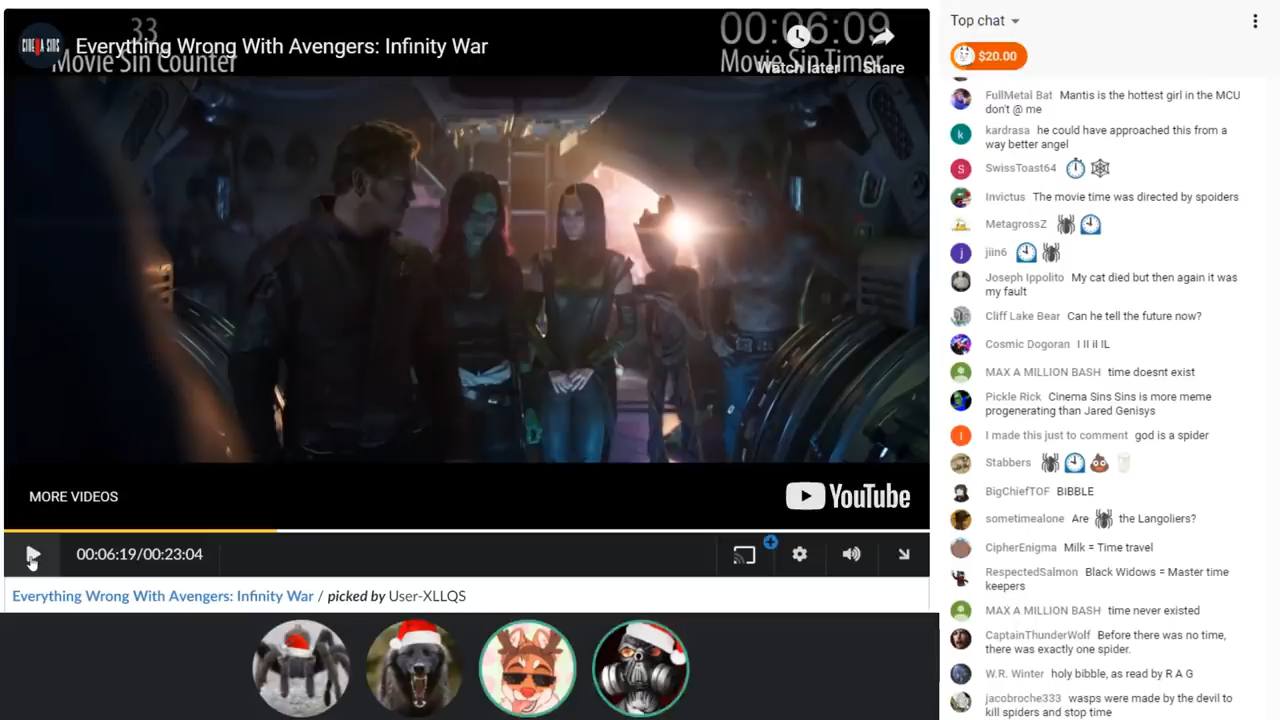 33
00:06:09
CINEMA SINS
Everything Wrong With Avengers: Infinity War
Movie Sin Counter
Movie Sin Timer
Watch later
Share
MORE VIDEOS
YouTube
00:06:19/00:23:04
Everything Wrong With Avengers: Infinity War / picked by User-XLLQS
Top chat
$20.00
FullMetal Bat Mantis is the hottest girl in the MCU
don't @ me
kardrasa he could have approached this from a
way better angel
SwissToast64
Invictus The movie time was directed by spoiders
MetagrossZ
jiin6
Joseph Ippolito My cat died but then again it was
my fault
Cliff Lake Bear Can he tell the future now?
Cosmic Dogoran I II iI IL
MAX A MILLION BASH time doesnt exist
Pickle Rick Cinema Sins Sins is more meme
progenerating than Jared Genisys
I made this just to comment god is a spider
Stabbers
BigChiefTOF BIBBLE
sometimealone Are the Langoliers?
CipherEnigma Milk = Time travel
RespectedSalmon Black Widows = Master time
keepers
MAX A MILLION BASH time never existed
CaptainThunderWolf Before there was no time,
there was exactly one spider.
W.R. Winter holy bibble, as read by R A G
jacobroche333 wasps were made by the devil to
kill spiders and stop time